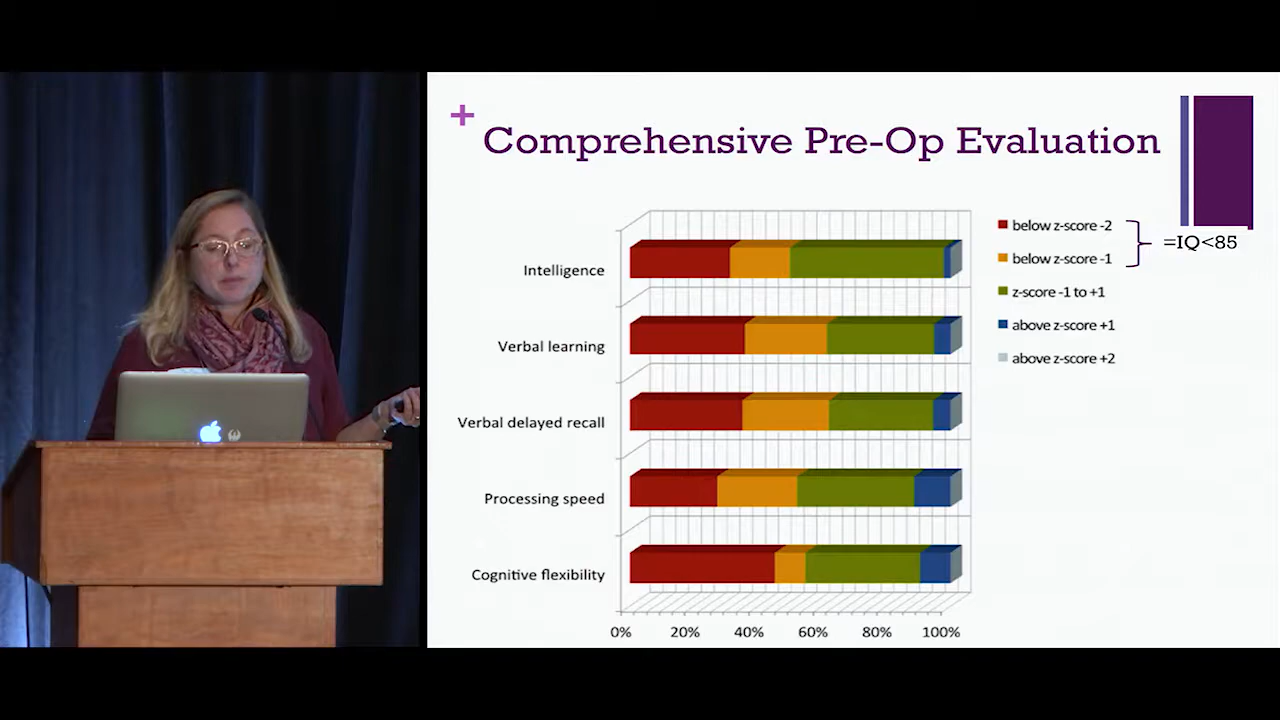 +
Comprehensive Pre-Op Evaluation
Intelligence
Verbal learning
Verbal delayed recall
Processing speed
Cognitive flexibility
0% 20% 40% 60% 80% 100%
below z-score -2
below z-score -1
z-score -1 to +1
above z-score +1
above z-score +2
=IQ<85